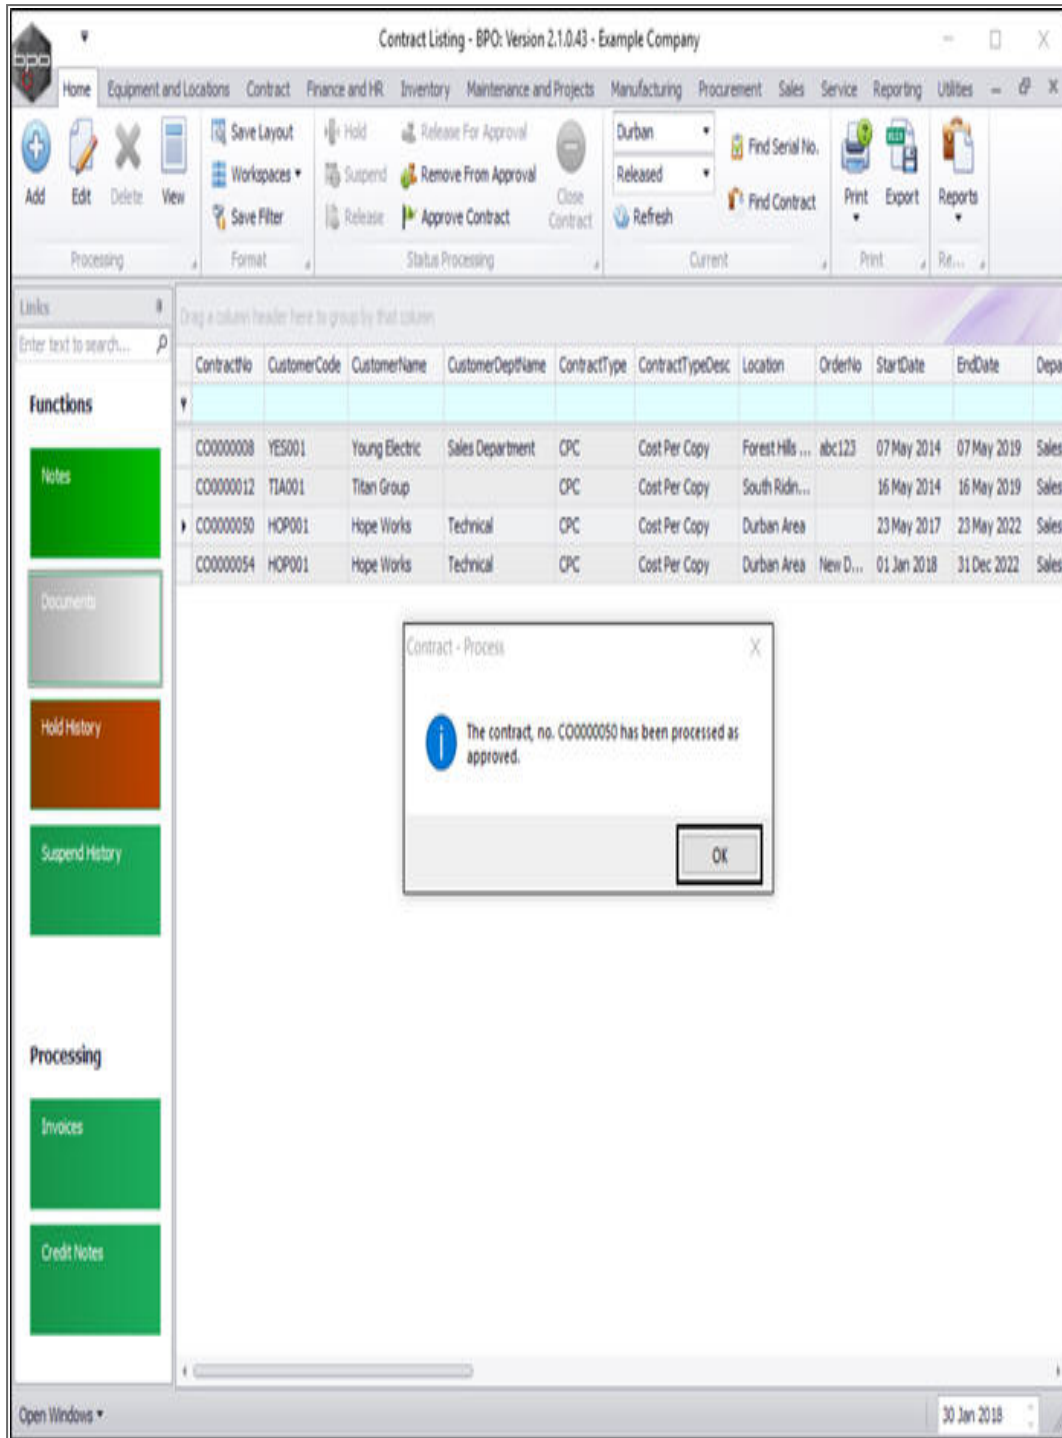 Contract Listing - BPO: Version 2.1.0.43 - Example Company
bpo
Home Equipment and Locations Contract Finance and HR Inventory Maintenance and Projects Manufacturing Procurement Sales Service Reporting Utilities
Add Edit Delete View
Processing
Save Layout
Workspaces
Save Filter
Format
Hold
Suspend
Release
Release For Approval
Remove From Approval
Approve Contract
Close
Contract
Status Processing
Durban
Released
Refresh
Find Serial No.
Find Contract
Current
Print Export
Print
Reports
Re...
Links
Enter text to search...
Drag a column header here to group by that column
ContractNo CustomerCode CustomerName CustomerDeptName ContractType ContractTypeDesc Location OrderNo StartDate EndDate Depa
CO0000008 YES001 Young Electric Sales Department CPC Cost Per Copy Forest Hills ... abc123 07 May 2014 07 May 2019 Sales
CO0000012 TIA001 Titan Group CPC Cost Per Copy South Ridin... 16 May 2014 16 May 2019 Sales
CO0000050 HOP001 Hope Works Technical CPC Cost Per Copy Durban Area 23 May 2017 23 May 2022 Sales
CO0000054 HOP001 Hope Works Technical CPC Cost Per Copy Durban Area New D... 01 Jan 2018 31 Dec 2022 Sales
Functions
Notes
Documents
Hold History
Suspend History
Processing
Invoices
Credit Notes
Contract - Process
The contract, no. CO0000050 has been processed as
approved.
OK
Open Windows
30 Jan 2018